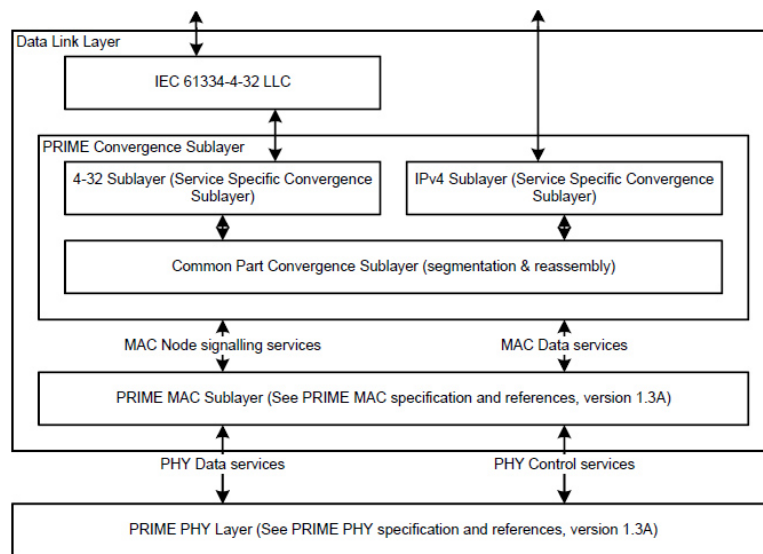 Data Link Layer
IEC 61334-4-32 LLC
PRIME Convergence Sublayer
4-32 Sublayer (Service Specific Convergence
Sublayer)
IPv4 Sublayer (Service Specific Convergence
Sublayer)
Common Part Convergence Sublayer (segmentation & reassembly)
MAC Node signalling services
MAC Data services
PRIME MAC Sublayer (See PRIME MAC specification and references, version 1.3A)
PHY Data services
PHY Control services
PRIME PHY Layer (See PRIME PHY specification and references, version 1.3A)